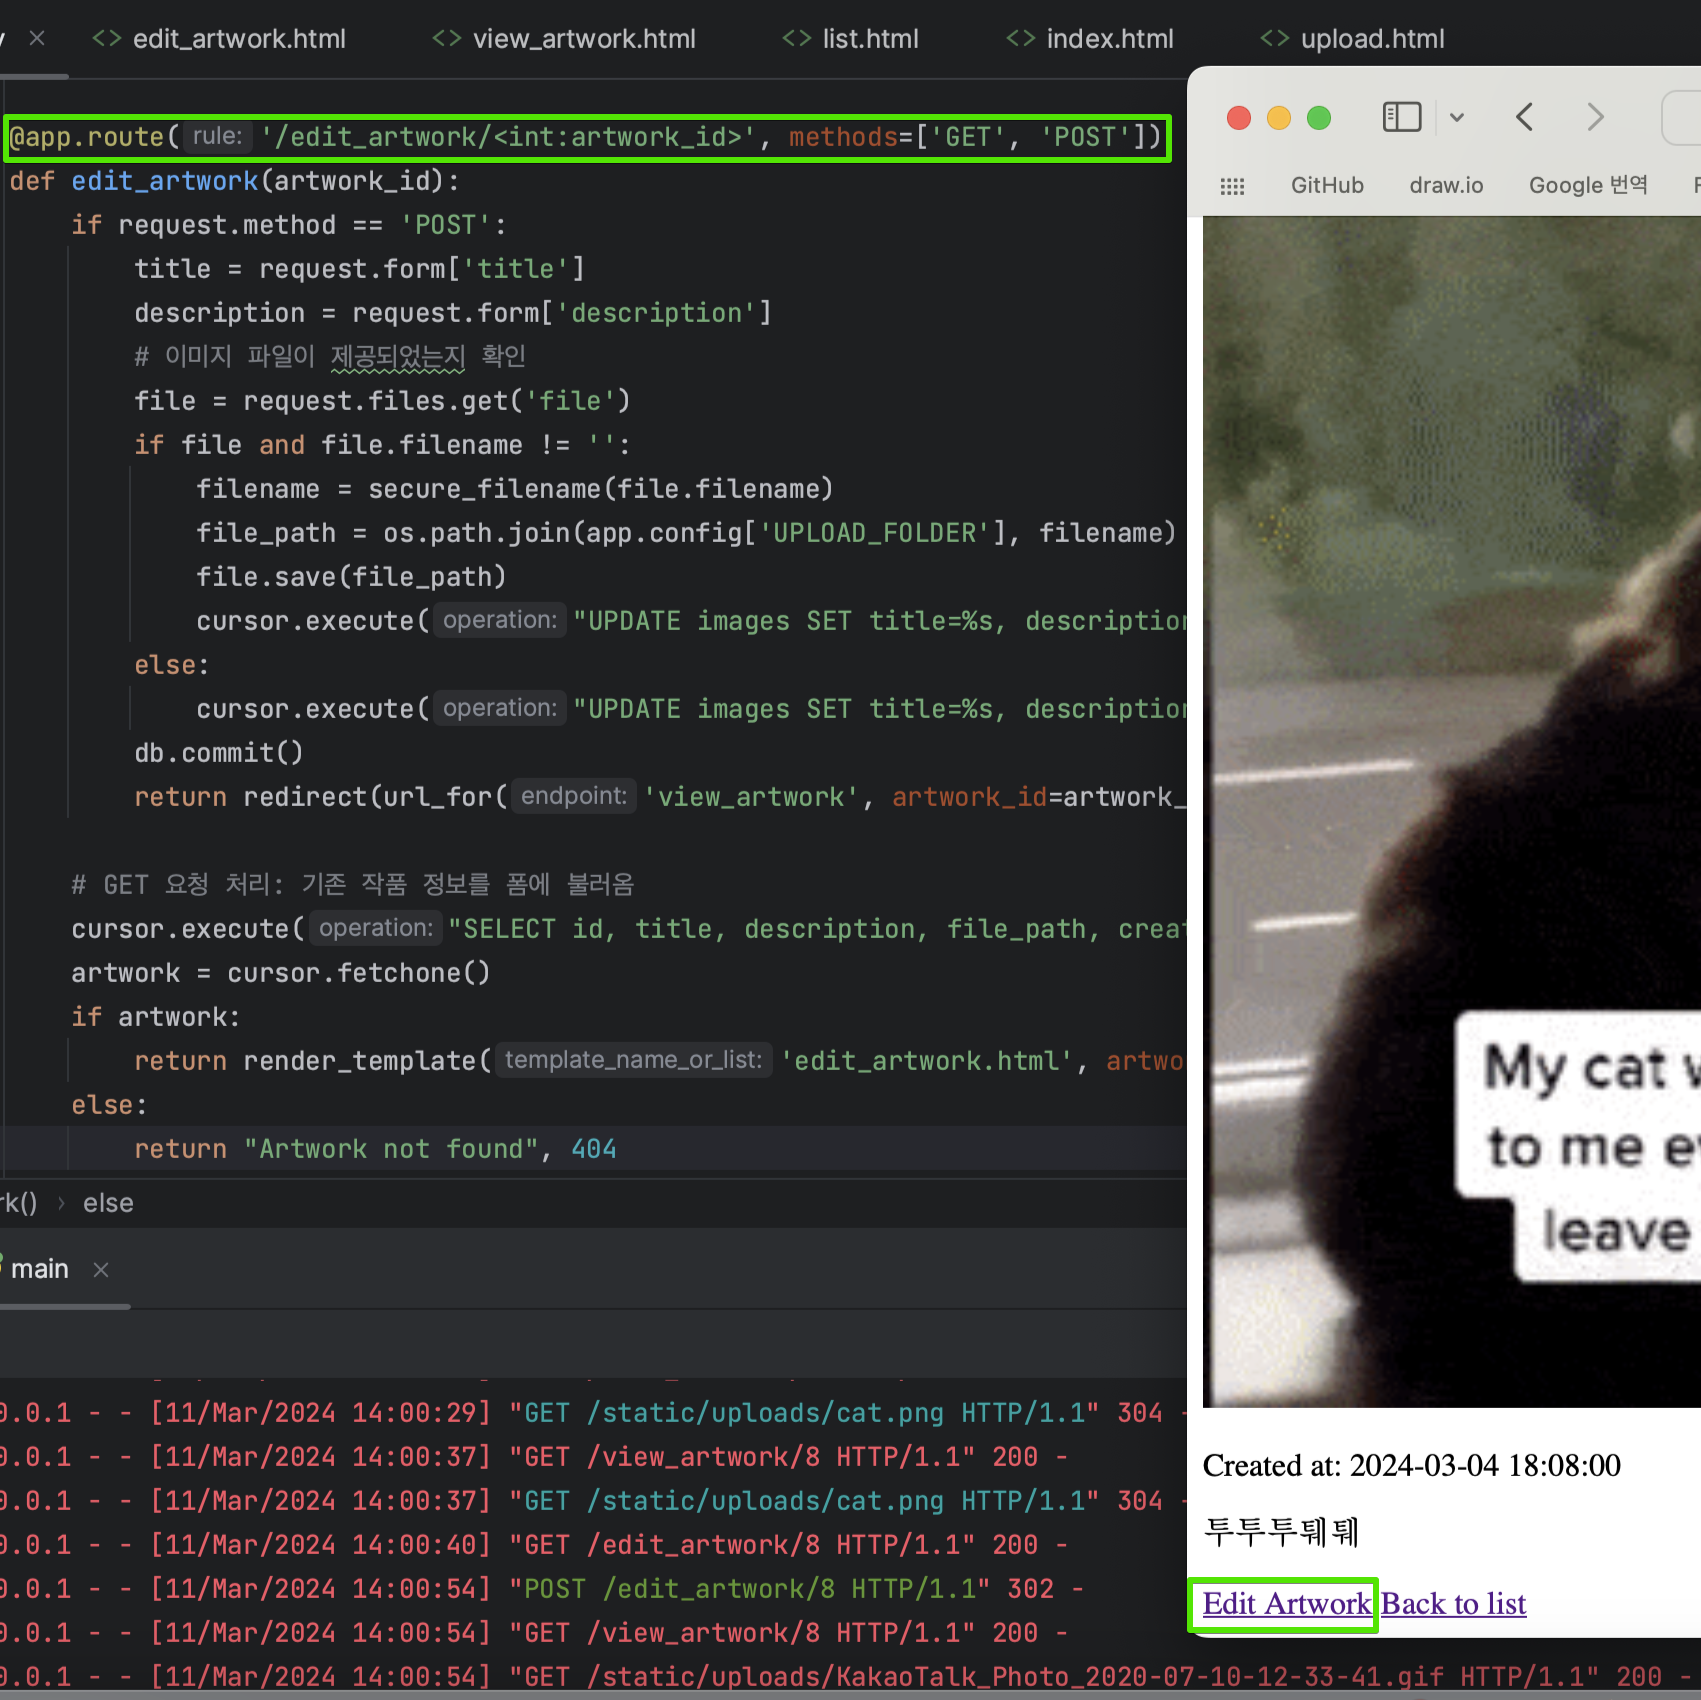 edit_artwork.html view_artwork.html list.html index.html upload.html
@app.route( rule: '/edit_artwork/<int:artwork_id>', methods=['GET', 'POST'])
def edit_artwork(artwork_id):
if request.method == 'POST':
title = request.form['title']
description = request.form['description']
# 이미지 파일이 제공되었는지 확인
file = request.files.get('file')
if file and file.filename != '':
filename = secure_filename(file.filename)
file_path = os.path.join(app.config['UPLOAD_FOLDER'], filename)
file.save(file_path)
cursor.execute( operation: "UPDATE images SET title=%s, description
else:
cursor.execute( operation: "UPDATE images SET title=%s, description
db.commit()
return redirect(url_for( endpoint: 'view_artwork', artwork_id=artwork_
# GET 요청 처리: 기존 작품 정보를 폼에 불러옴
cursor.execute( operation: "SELECT id, title, description, file_path, creat
artwork = cursor.fetchone()
if artwork:
return render_template( template_name_or_list: 'edit_artwork.html', artwo
else:
return "Artwork not found", 404
rk() › else
main
0.0.1 - - [11/Mar/2024 14:00:29] "GET /static/uploads/cat.png HTTP/1.1" 304 -
0.0.1 - - [11/Mar/2024 14:00:37] "GET /view_artwork/8 HTTP/1.1" 200 -
0.0.1 - - [11/Mar/2024 14:00:37] "GET /static/uploads/cat.png HTTP/1.1" 304 -
0.0.1 - - [11/Mar/2024 14:00:40] "GET /edit_artwork/8 HTTP/1.1" 200 -
0.0.1 - - [11/Mar/2024 14:00:54] "POST /edit_artwork/8 HTTP/1.1" 302 -
0.0.1 - - [11/Mar/2024 14:00:54] "GET /view_artwork/8 HTTP/1.1" 200 -
0.0.1 - - [11/Mar/2024 14:00:54] "GET /static/uploads/KakaoTalk_Photo_2020-07-10-12-33-41.gif HTTP/1.1" 200 -
GitHub draw.io Google 번역
My cat
to me
leave
Created at: 2024-03-04 18:08:00
투투투퉤퉤
Edit Artwork Back to list